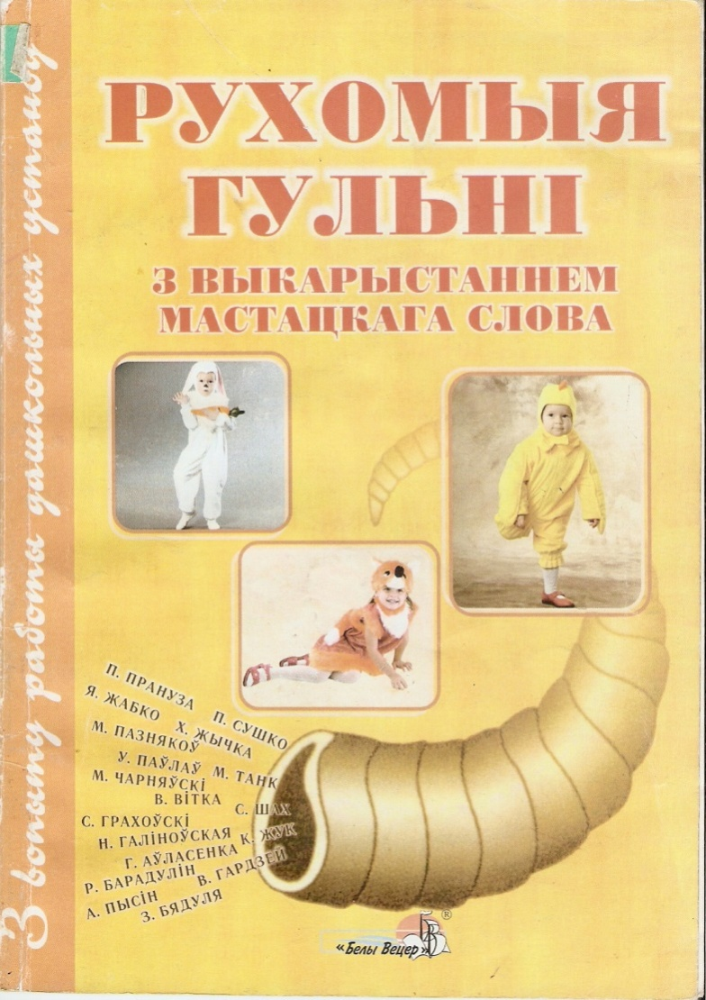 РУХОМЫЯ
ГУЛЬНІ
З ВЫКАРЫСТАННЕМ
МАСТАЦКАГА СЛОВА
З вопыту работы дашкольных устаноў
П. ПРАНУЗА
Я. ЖАБКО П. СУШКО
М. ПАЗНЯКОЎ Х. ЖЫЧКА
У. ПАЎЛАЎ М. ТАНК
М. ЧАРНЯЎСКІ
В. ВІТКА С. ШАХ
С. ГРАХОЎСКІ
Н. ГАЛІНОЎСКАЯ К. ЖУК
Г. АЎЛАСЕНКА
Р. БАРАДУЛІН В. ГАРДЗЕЙ
А. ПЫСІН
З. БЯДУЛЯ
«Белы Вецер» БВ ®